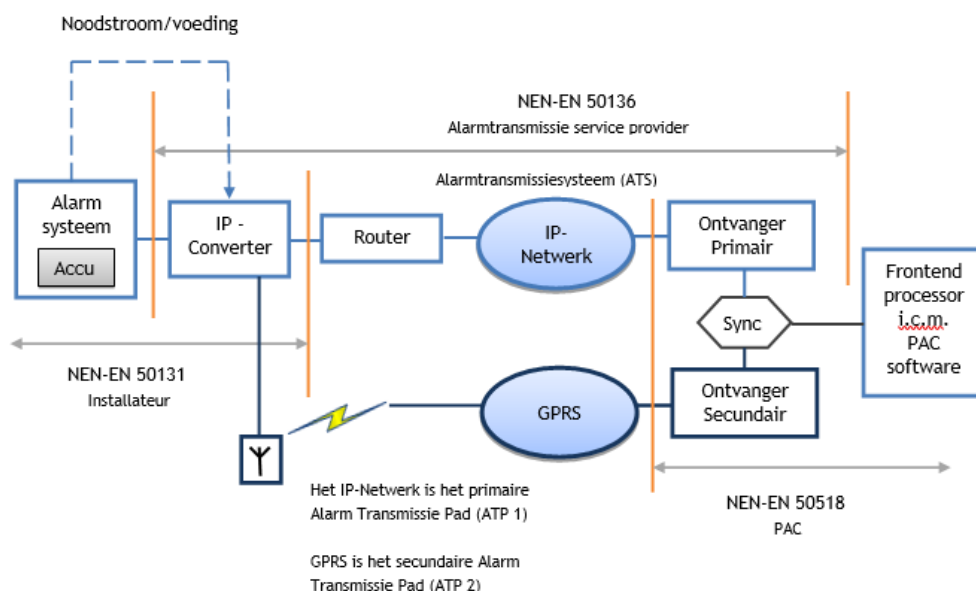 Noodstroom/voeding
NEN-EN 50136
Alarmtransmissie service provider
Alarmtransmissiesysteem (ATS)
Alarm
systeem
Accu
IP -
Converter
Router
IP-
Netwerk
Ontvanger
Primair
Frontend
processor
i.c.m.
PAC
software
Sync
NEN-EN 50131
Installateur
GPRS
Ontvanger
Secundair
Het IP-Netwerk is het primaire
Alarm Transmissie Pad (ATP 1)
NEN-EN 50518
PAC
GPRS is het secundaire Alarm
Transmissie Pad (ATP 2)